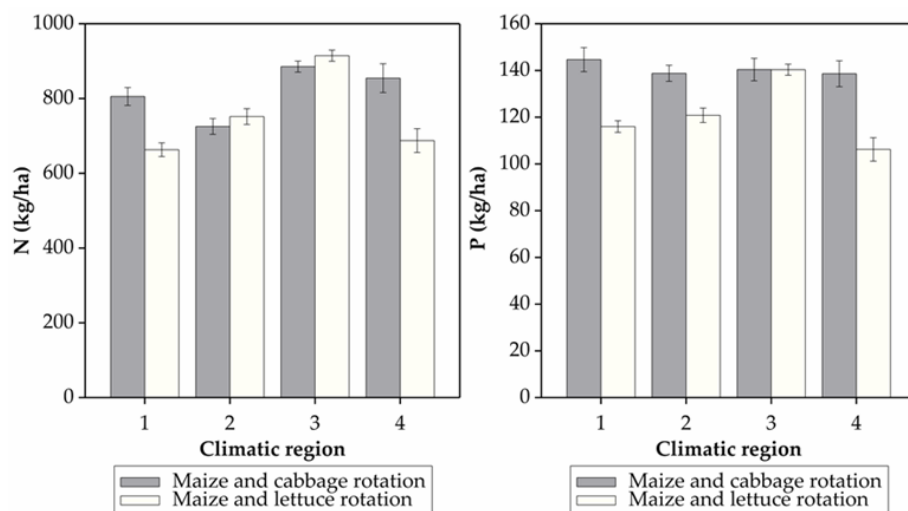 N (kg/ha)
1000
800
600
400
200
0
1 2 3 4
Climatic region
Maize and cabbage rotation
Maize and lettuce rotation
P (kg/ha)
160
140
120
100
80
60
40
20
0
1 2 3 4
Climatic region
Maize and cabbage rotation
Maize and lettuce rotation